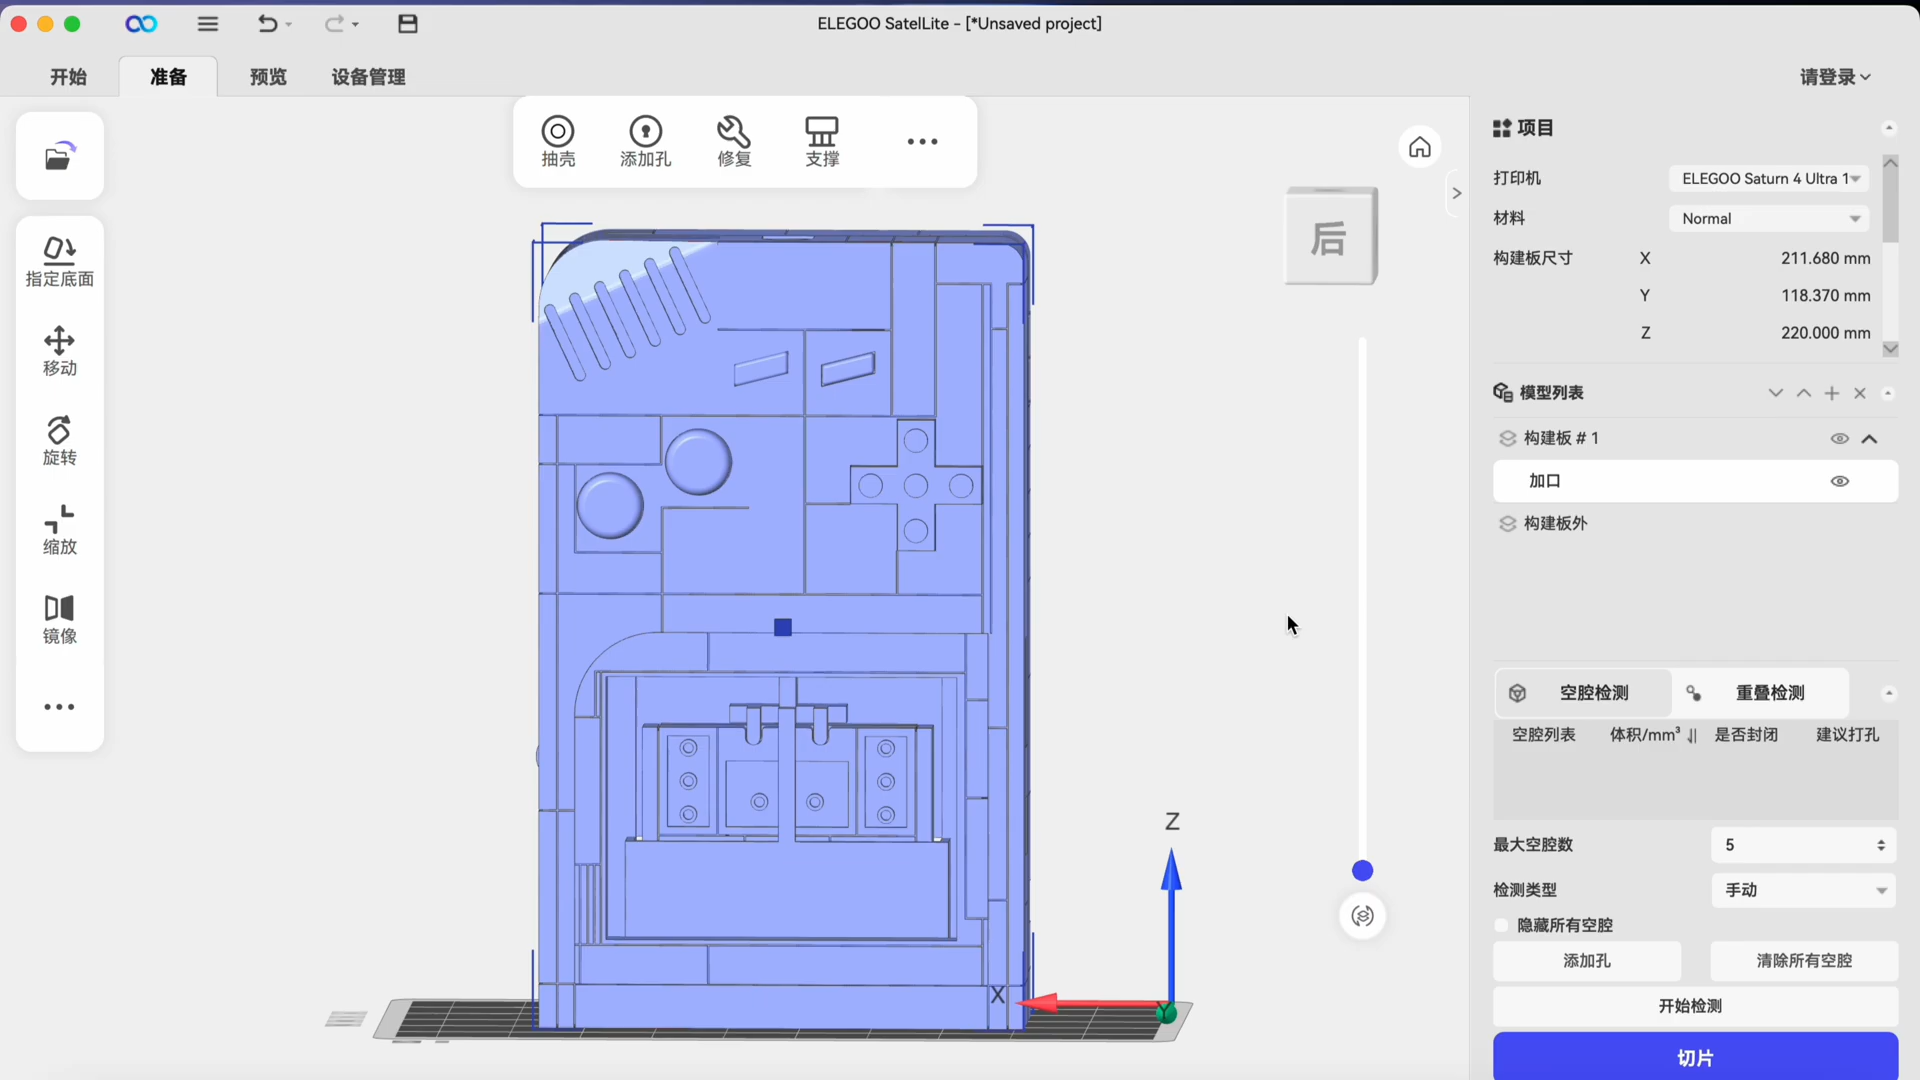 ELEGOO SatelLite - [*Unsaved project]
开始
准备
预览
设备管理
请登录
抽壳
添加孔
修复
支撑
指定底面
移动
旋转
缩放
镜像
后
Z
X
Y
项目
打印机
ELEGOO Saturn 4 Ultra 1
材料
Normal
构建板尺寸
X
211.680 mm
Y
118.370 mm
Z
220.000 mm
模型列表
构建板 # 1
加口
构建板外
空腔检测
重叠检测
空腔列表
体积/mm³
是否封闭
建议打孔
最大空腔数
5
检测类型
手动
隐藏所有空腔
添加孔
清除所有空腔
开始检测
切片